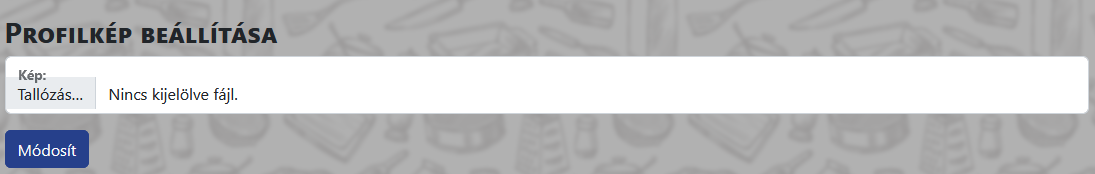 Profilkép beállítása
Kép:
Tallózás... Nincs kijelölve fájl.
Módosít